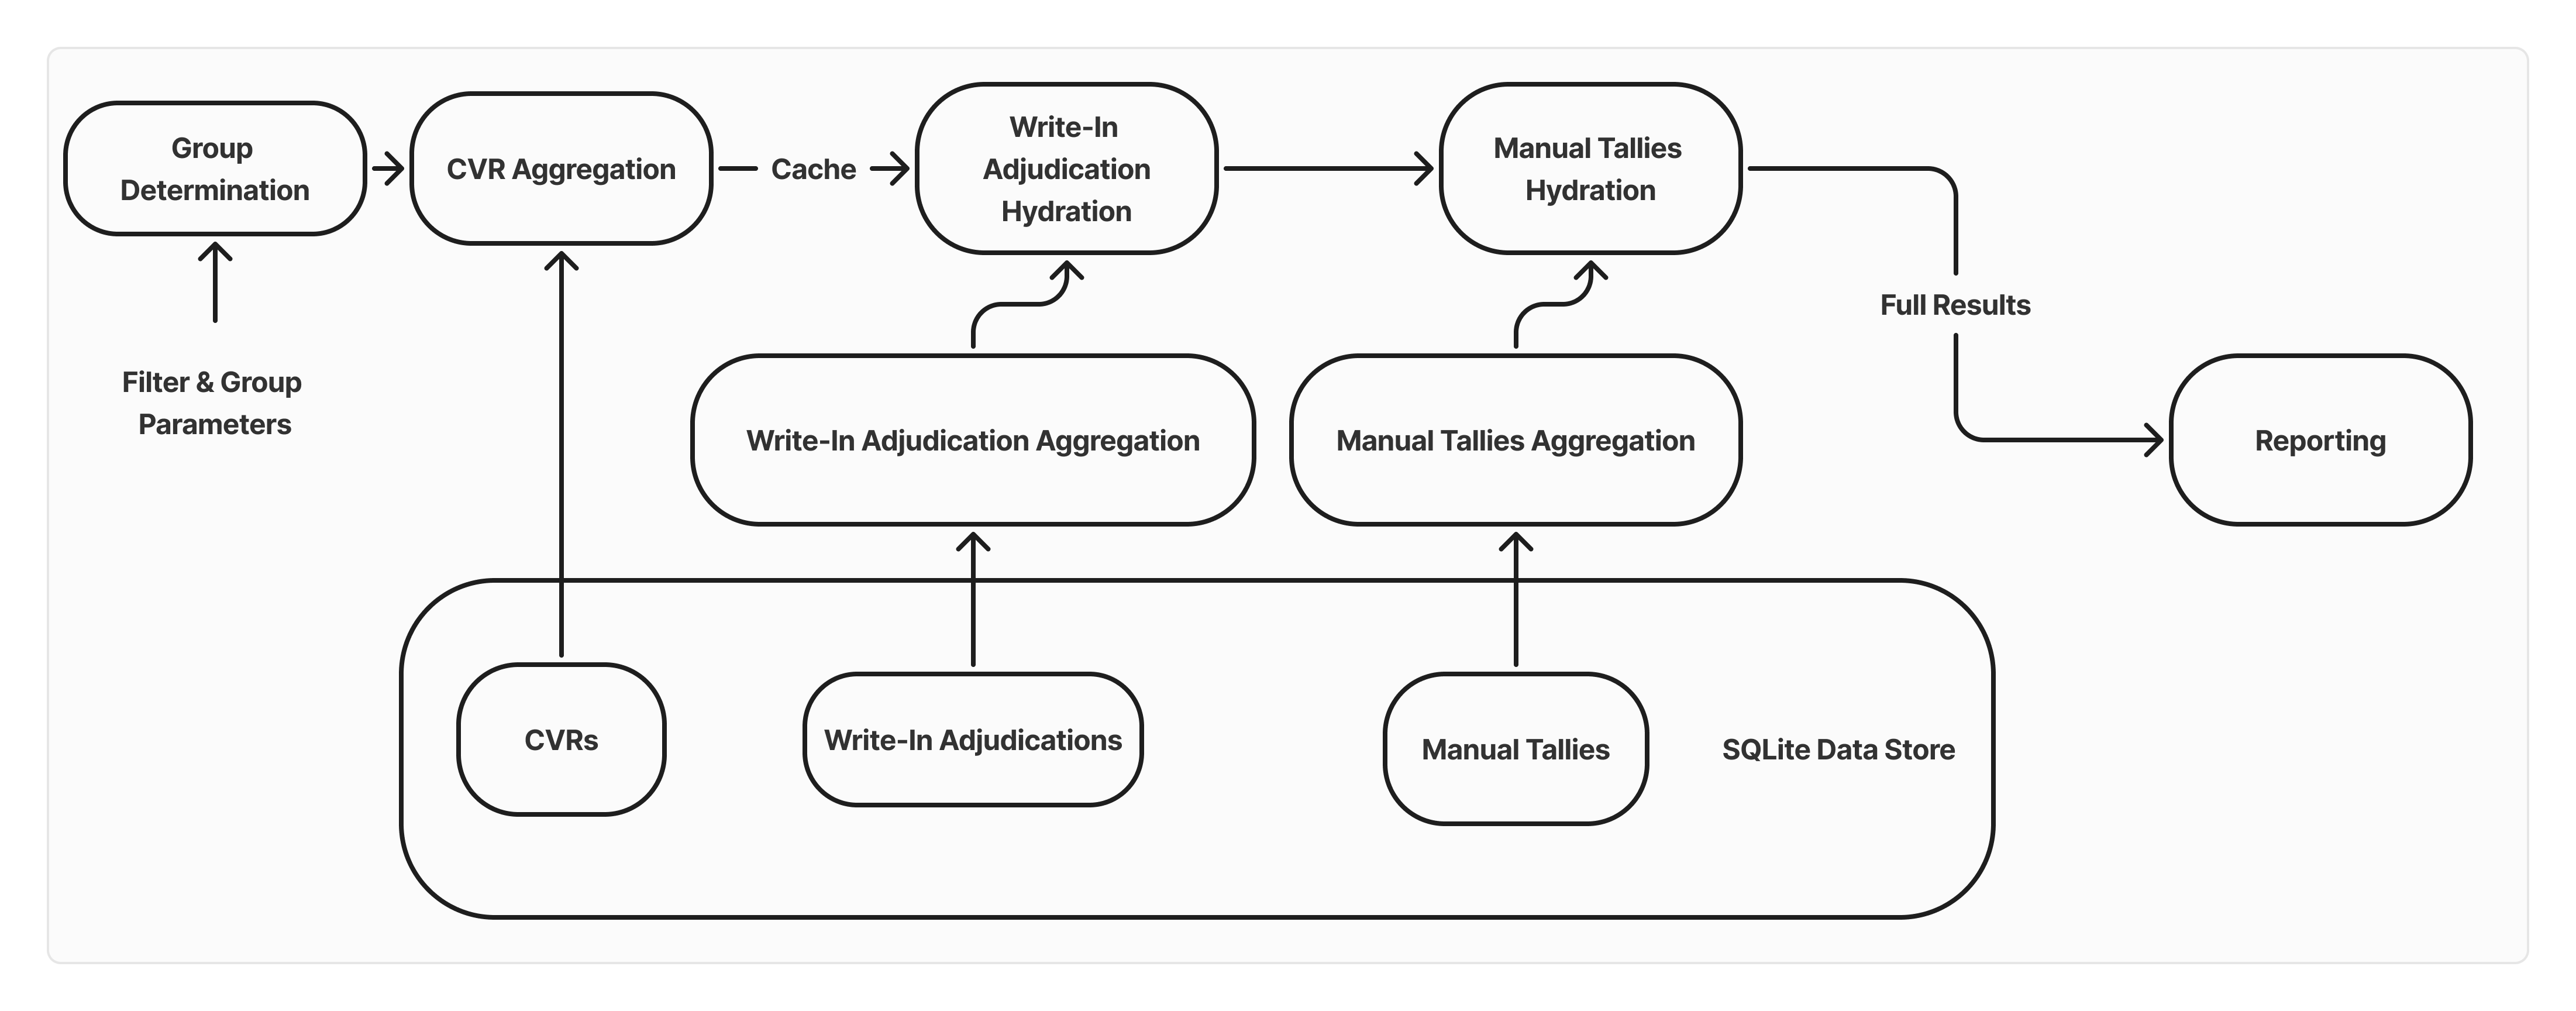 Group
Determination
CVR Aggregation
Cache
Write-In
Adjudication
Hydration
Manual Tallies
Hydration
Full Results
Filter & Group
Parameters
Write-In Adjudication Aggregation
Manual Tallies Aggregation
Reporting
CVRs
Write-In Adjudications
Manual Tallies
SQLite Data Store